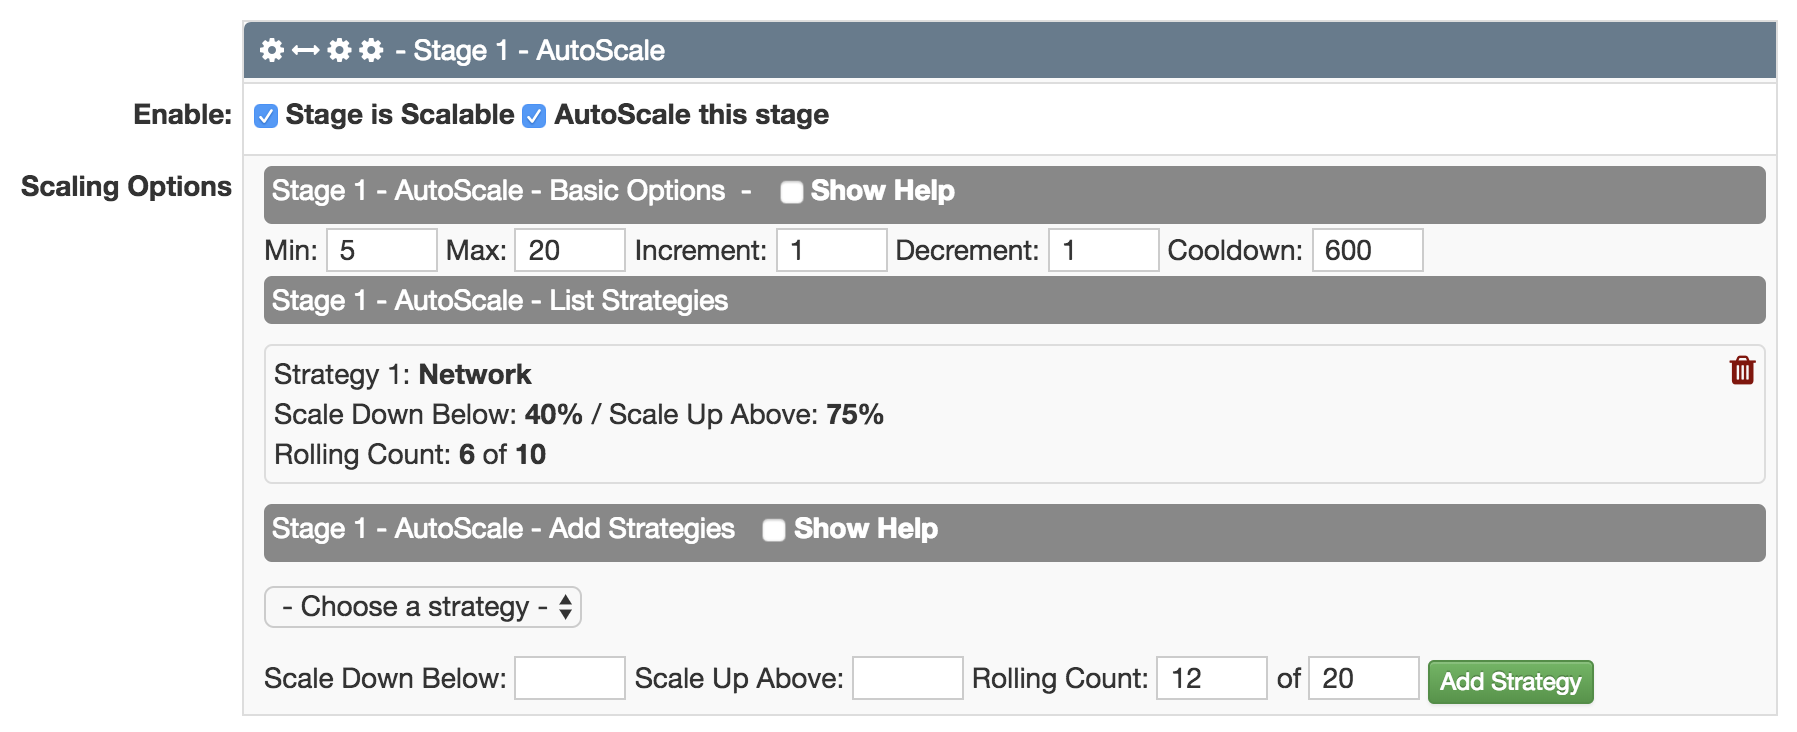 - Stage 1 - AutoScale
Enable: Stage is Scalable AutoScale this stage
Scaling Options
Stage 1 - AutoScale - Basic Options - Show Help
Min: 5 Max: 20 Increment: 1 Decrement: 1 Cooldown: 600
Stage 1 - AutoScale - List Strategies
Strategy 1: Network
Scale Down Below: 40% / Scale Up Above: 75%
Rolling Count: 6 of 10
Stage 1 - AutoScale - Add Strategies Show Help
- Choose a strategy -
Scale Down Below: Scale Up Above: Rolling Count: 12 of 20 Add Strategy